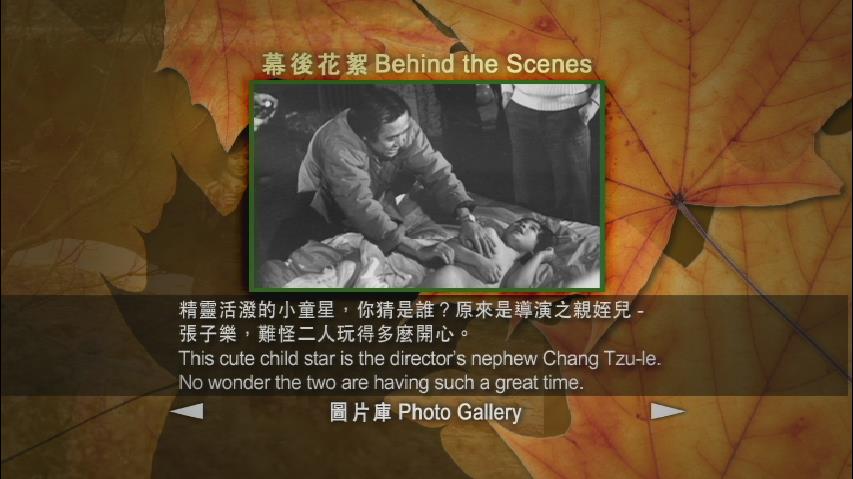 幕後花絮 Behind the Scenes
精靈活潑的小童星，你猜是誰？原來是導演之親姪兒 -
張子樂，難怪二人玩得多麼開心。
This cute child star is the director's nephew Chang Tzu-le.
No wonder the two are having such a great time.
圖片庫 Photo Gallery